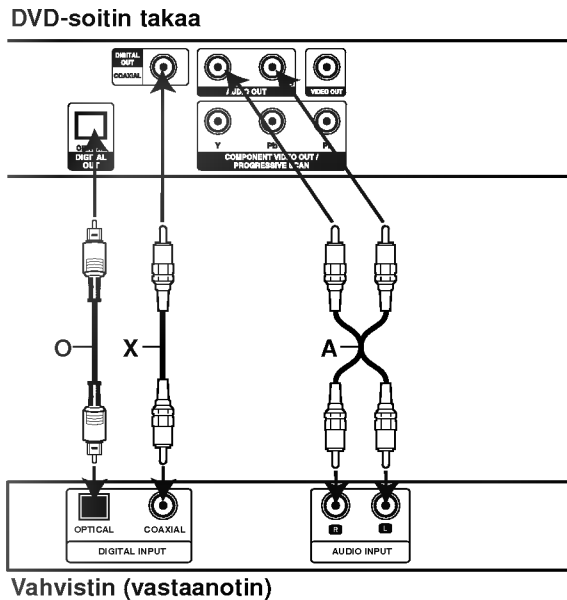 DVD-soitin takaa
DIGITAL
OUT
COAXIAL
AUDIO OUT
VIDEO OUT
OPTICAL
DIGITAL
OUT
Y Pb
COMPONENT VIDEO OUT /
PROGRESSIVE SCAN
O X A
OPTICAL COAXIAL
DIGITAL INPUT
R L
AUDIO INPUT
Vahvistin (vastaanotin)